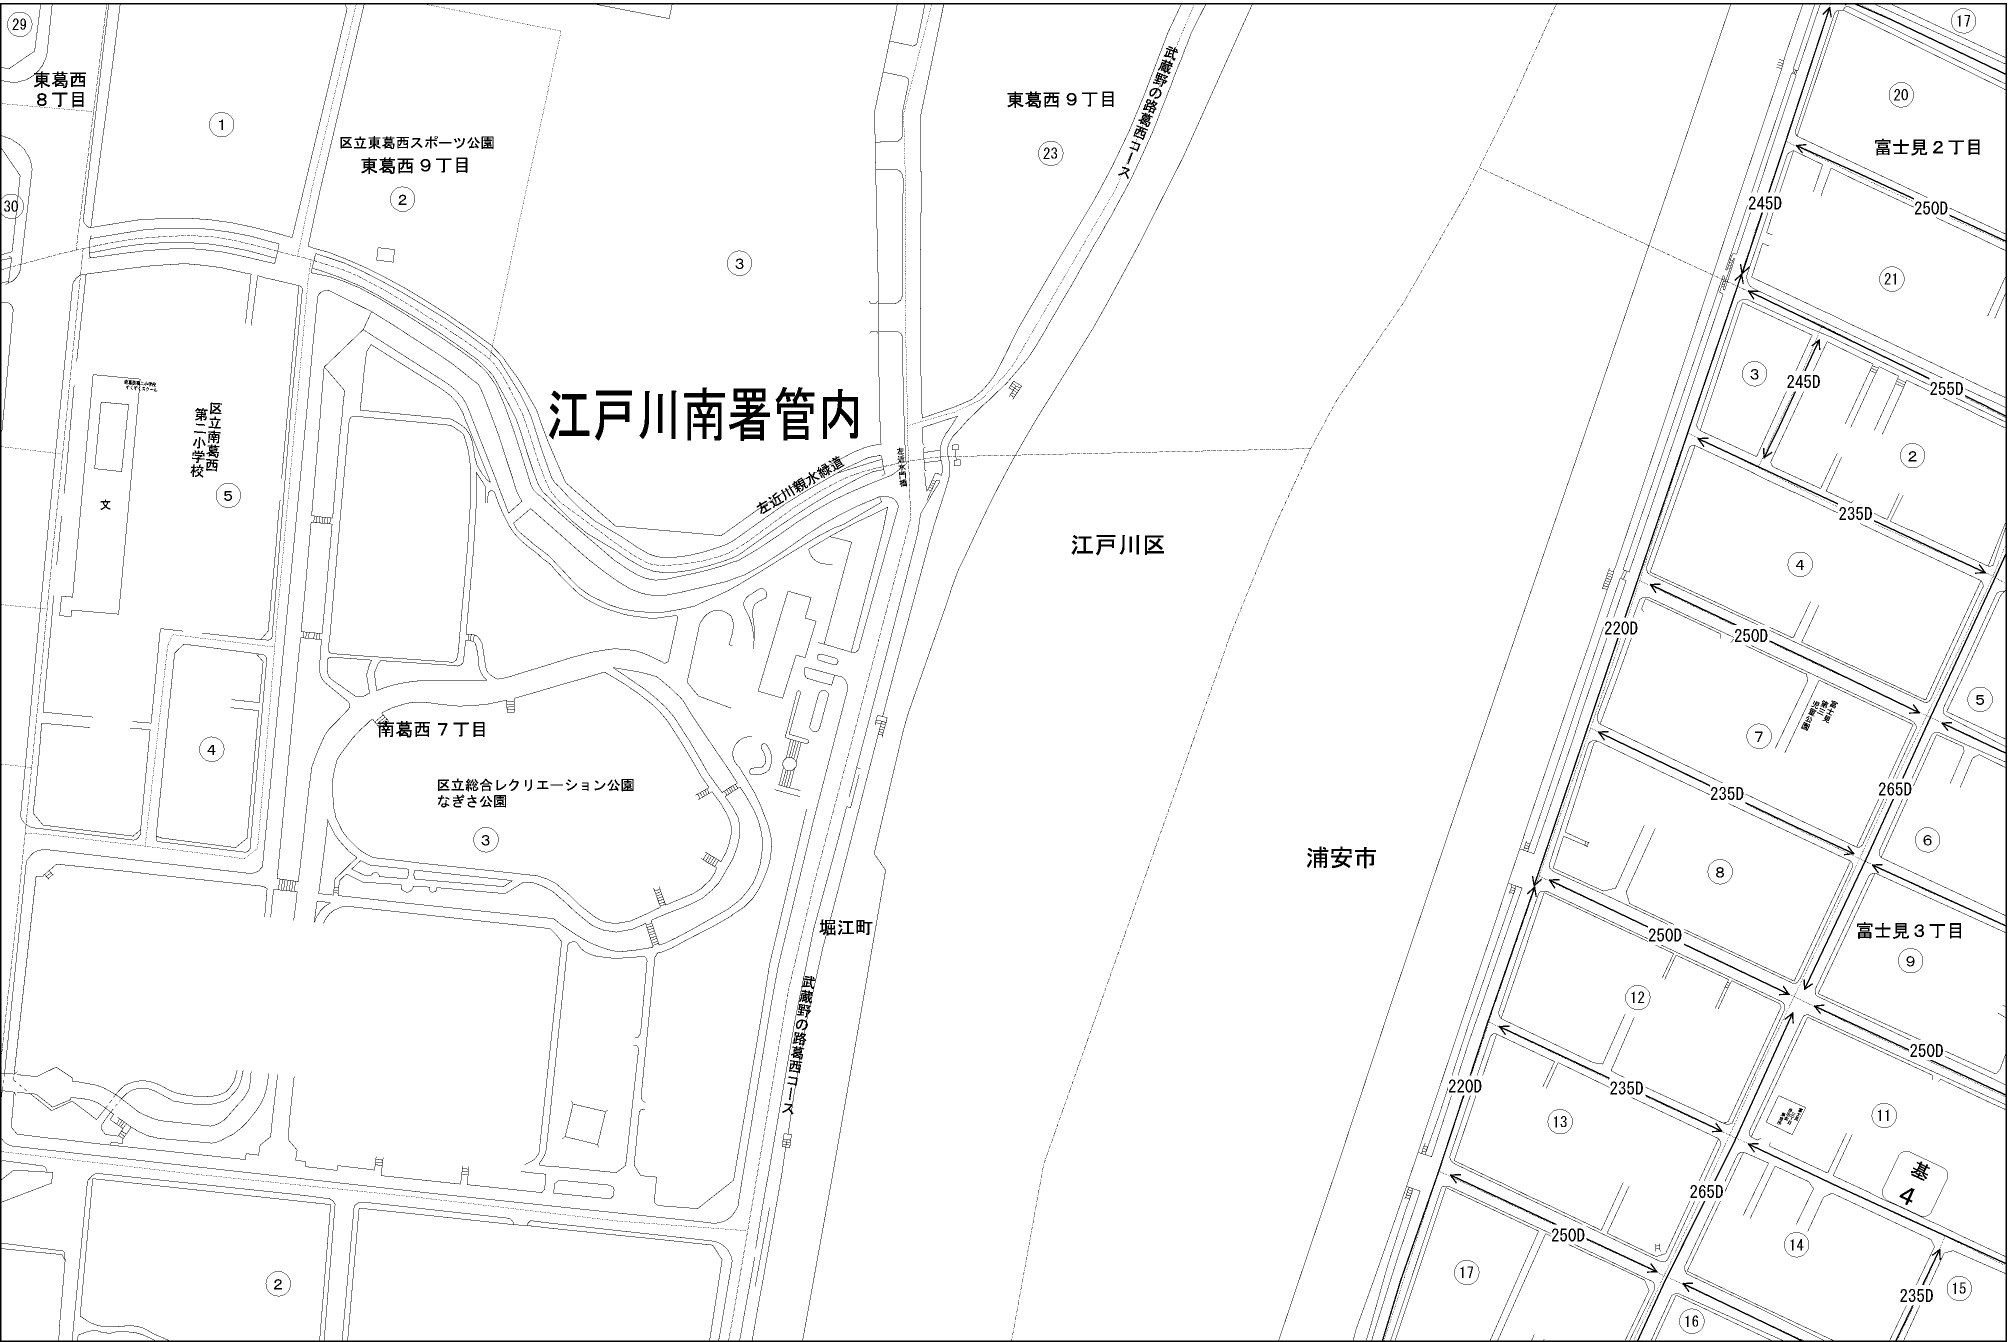 29
東葛西
8丁目
1
30
区立東葛西スポーツ公園
東葛西9丁目
2
3
東葛西9丁目
23
武蔵野の路葛西コース
江戸川南署管内
左近川親水緑道
左近水門橋
区立南葛西
第二小学校
文
5
4
南葛西7丁目
区立総合レクリエーション公園
なぎさ公園
3
2
堀江町
武蔵野の路葛西コース
江戸川区
浦安市
17
20
富士見2丁目
245D
250D
21
3
245D
255D
2
235D
4
220D
250D
5
7
265D
235D
6
8
富士見3丁目
9
250D
12
250D
220D
235D
13
11
基
4
265D
250D
14
17
235D
15
16